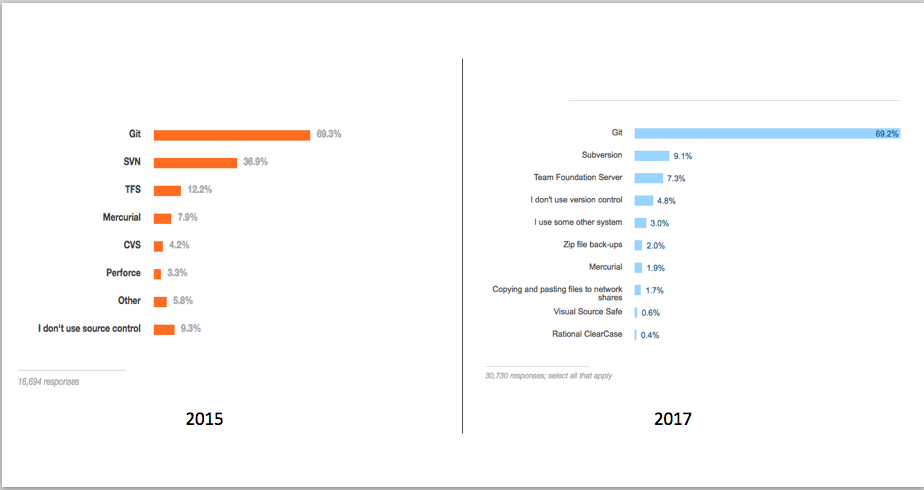 Git 69.3%
SVN 36.9%
TFS 12.2%
Mercurial 7.9%
CVS 4.2%
Perforce 3.3%
Other 5.8%
I don't use source control 9.3%
16,694 responses
2015
Git 69.2%
Subversion 9.1%
Team Foundation Server 7.3%
I don't use version control 4.8%
I use some other system 3.0%
Zip file back-ups 2.0%
Mercurial 1.9%
Copying and pasting files to network 1.7%
shares
Visual Source Safe 0.6%
Rational ClearCase 0.4%
30,730 responses; select all that apply
2017